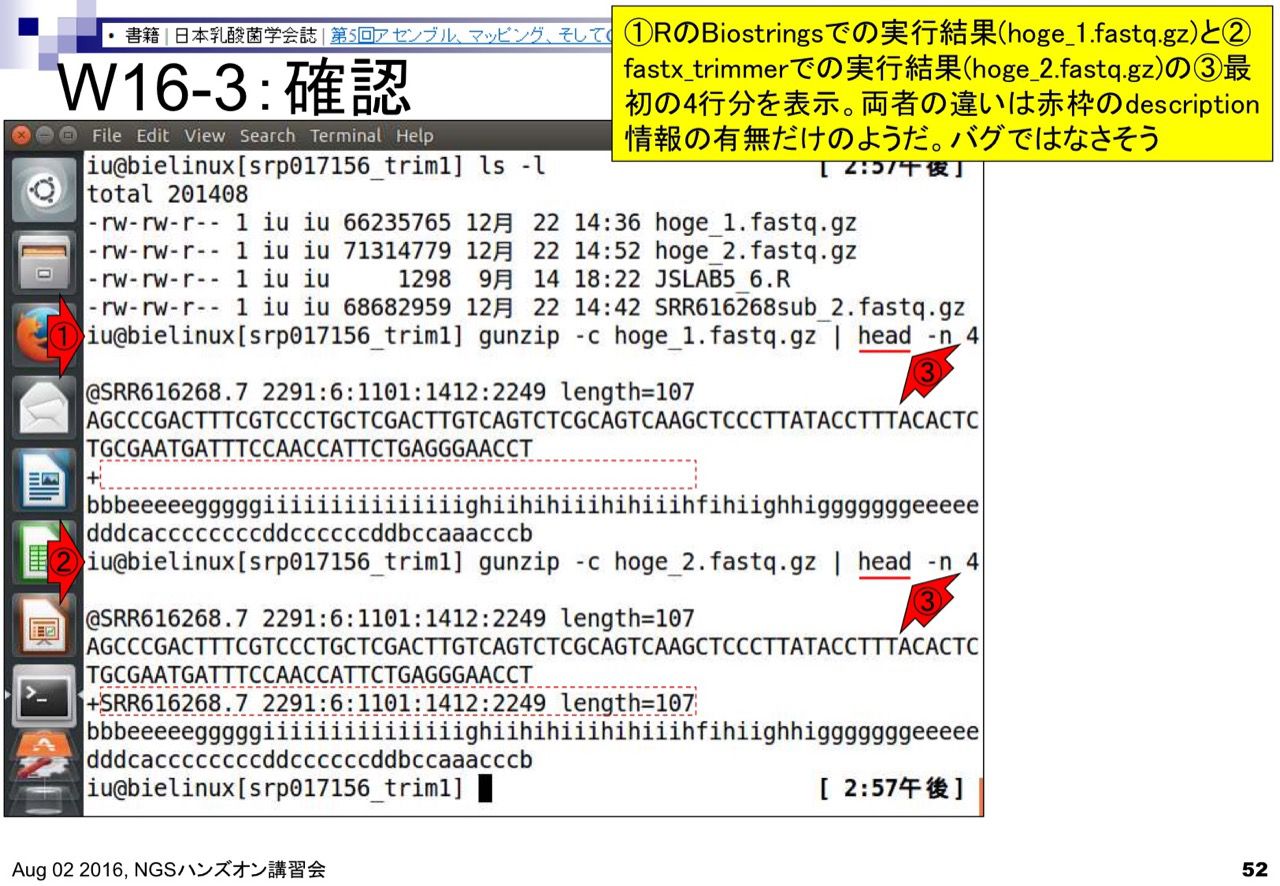 • 書籍 | 日本乳酸菌学会誌 | 第5回アセンブル、マッピング、そして
W16-3：確認
①RのBiostringsでの実行結果(hoge_1.fastq.gz)と②
fastx_trimmerでの実行結果(hoge_2.fastq.gz)の③最
初の4行分を表示。両者の違いは赤枠のdescription
情報の有無だけのようだ。バグではなさそう
File Edit View Search Terminal Help
iu@bielinux[srp017156_trim1] ls -l [ 2:57午後]
total 201408
-rw-rw-r-- 1 iu iu 66235765 12月 22 14:36 hoge_1.fastq.gz
-rw-rw-r-- 1 iu iu 71314779 12月 22 14:52 hoge_2.fastq.gz
-rw-rw-r-- 1 iu iu 1298 9月 14 18:22 JSLAB5_6.R
-rw-rw-r-- 1 iu iu 68682959 12月 22 14:42 SRR616268sub_2.fastq.gz
① iu@bielinux[srp017156_trim1] gunzip -c hoge_1.fastq.gz | head -n 4
③
@SRR616268.7 2291:6:1101:1412:2249 length=107
AGCCCGACTTTCGTCCCTGCTCGACTTGTCAGTCTCGCAGTCAAGCTCCCTTATACCTTTACACTC
TGCGAATGATTTCCAACCATTCTGAGGGAACCT
+
bbbeeeeegggggiiiiiiiiiiiiiiighiihihiiihihiiihfihiighhigggggggeeeee
dddcacccccccccddccccccddbccaaacccb
② iu@bielinux[srp017156_trim1] gunzip -c hoge_2.fastq.gz | head -n 4
③
@SRR616268.7 2291:6:1101:1412:2249 length=107
AGCCCGACTTTCGTCCCTGCTCGACTTGTCAGTCTCGCAGTCAAGCTCCCTTATACCTTTACACTC
TGCGAATGATTTCCAACCATTCTGAGGGAACCT
+SRR616268.7 2291:6:1101:1412:2249 length=107
bbbeeeeegggggiiiiiiiiiiiiiiighiihihiiihihiiihfihiighhigggggggeeeee
dddcacccccccccddccccccddbccaaacccb
iu@bielinux[srp017156_trim1] [ 2:57午後]
Aug 02 2016, NGSハンズオン講習会
52